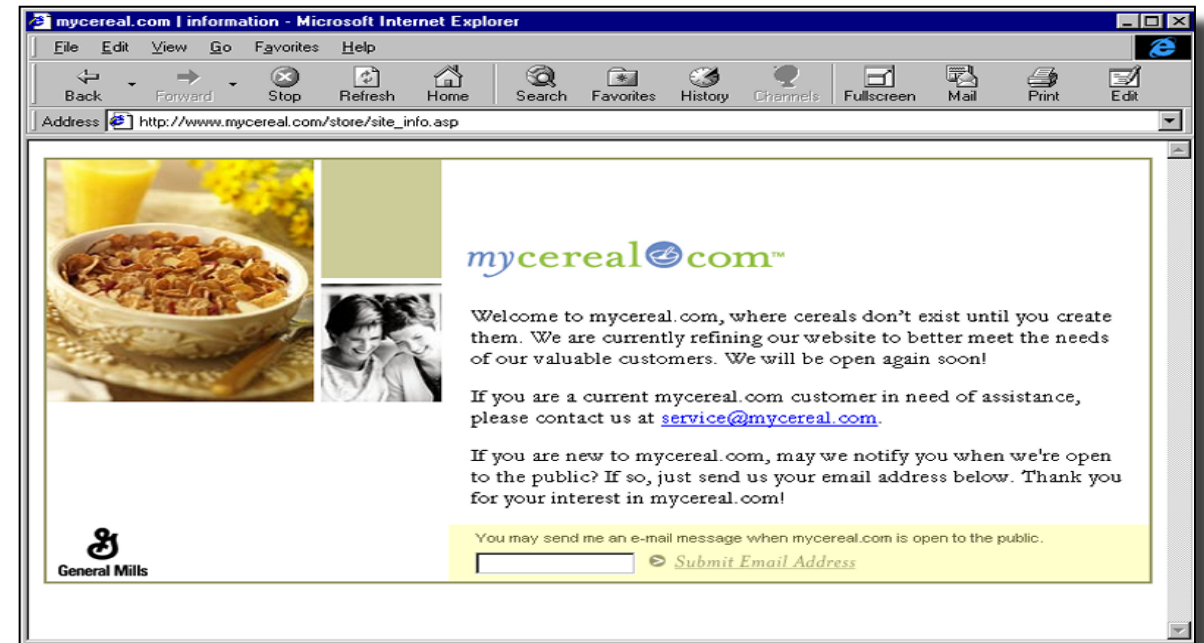 mycereal.com | information - Microsoft Internet Explorer
File Edit View Go Favorites Help
Back Forward Stop Refresh Home Search Favorites History Channels Fullscreen Mail Print Edit
Address http://www.mycereal.com/store/site_info.asp
mycereal com™
Welcome to mycereal.com, where cereals don't exist until you create
them. We are currently refining our website to better meet the needs
of our valuable customers. We will be open again soon!
If you are a current mycereal.com customer in need of assistance,
please contact us at service@mycereal.com.
If you are new to mycereal.com, may we notify you when we're open
to the public? If so, just send us your email address below. Thank you
for your interest in mycereal.com!
You may send me an e-mail message when mycereal.com is open to the public.
Submit Email Address
G
General Mills